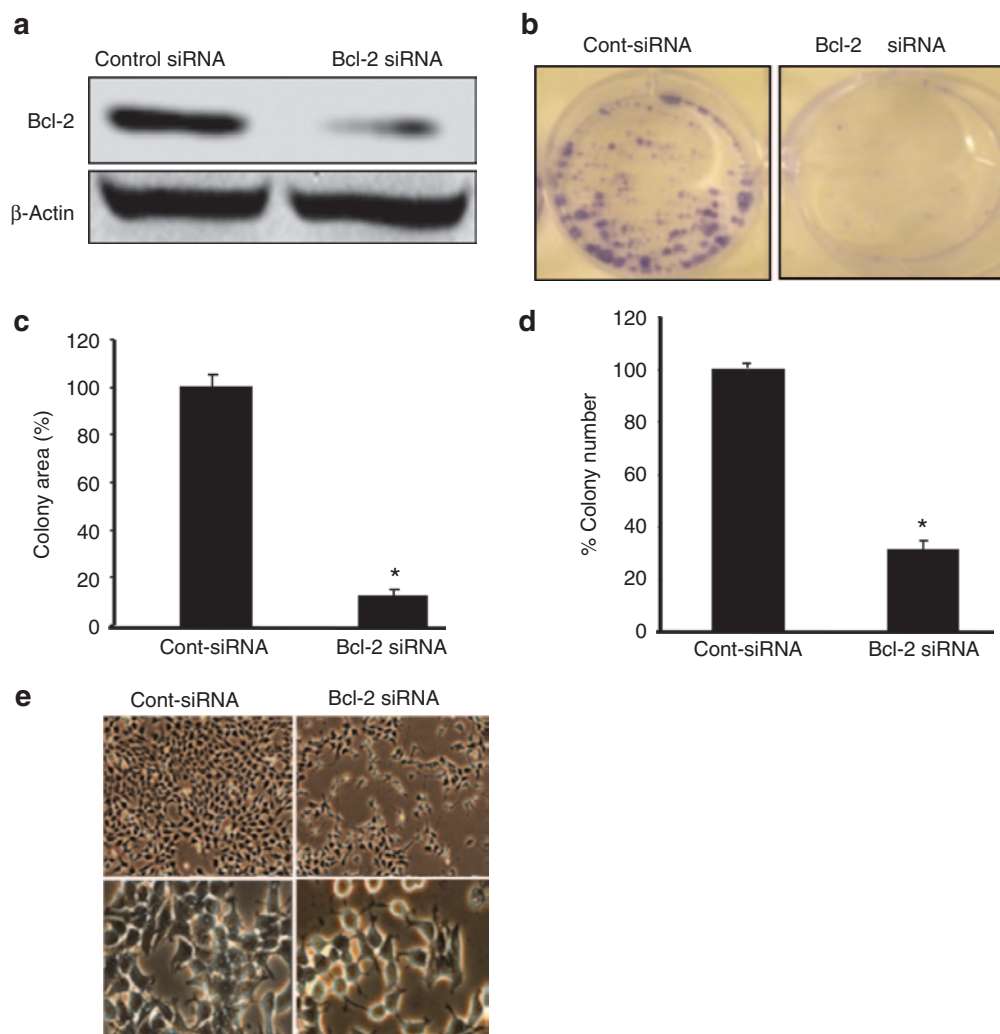 a
Control siRNA Bcl-2 siRNA
Bcl-2
β-Actin
b
Cont-siRNA Bcl-2 siRNA
c
120
100
80
60
40
20
0
Colony area (%)
*
Cont-siRNA Bcl-2 siRNA
d
120
100
80
60
40
20
0
% Colony number
*
Cont-siRNA Bcl-2 siRNA
e
Cont-siRNA Bcl-2 siRNA